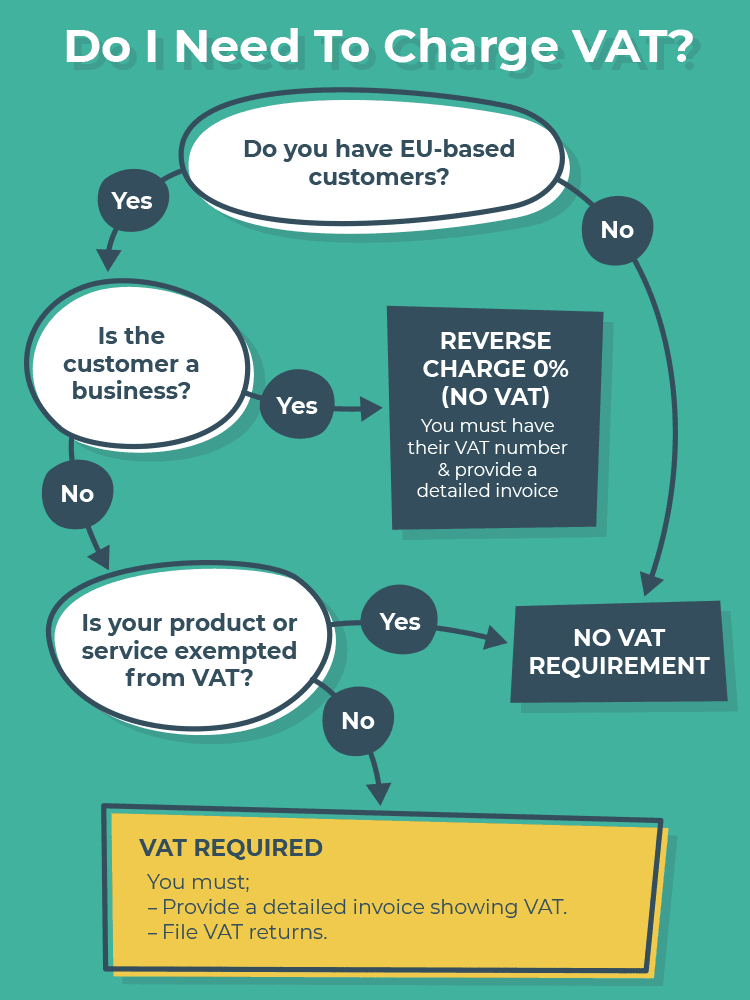 Do I Need To Charge VAT?
Do you have EU-based
customers?
Yes
No
Is the
customer a
business?
Yes
REVERSE
CHARGE 0%
(NO VAT)
You must have
their VAT number
& provide a
detailed invoice
No
Is your product or
service exempted
from VAT?
Yes
NO VAT
REQUIREMENT
No
VAT REQUIRED
You must;
– Provide a detailed invoice showing VAT.
– File VAT returns.